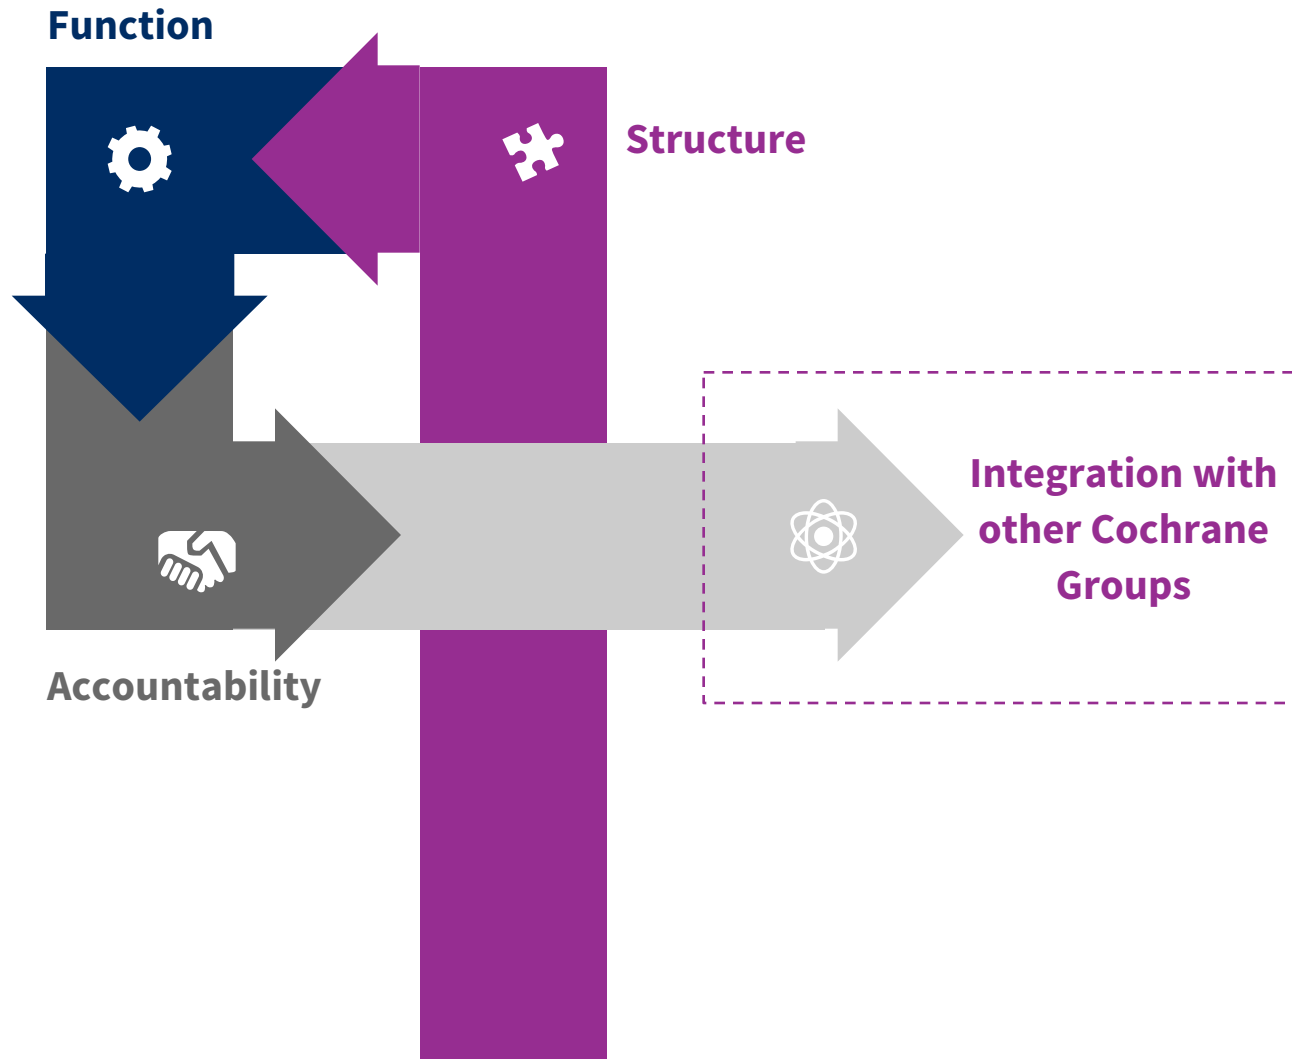 Function
Structure
Integration with
other Cochrane
Groups
Accountability